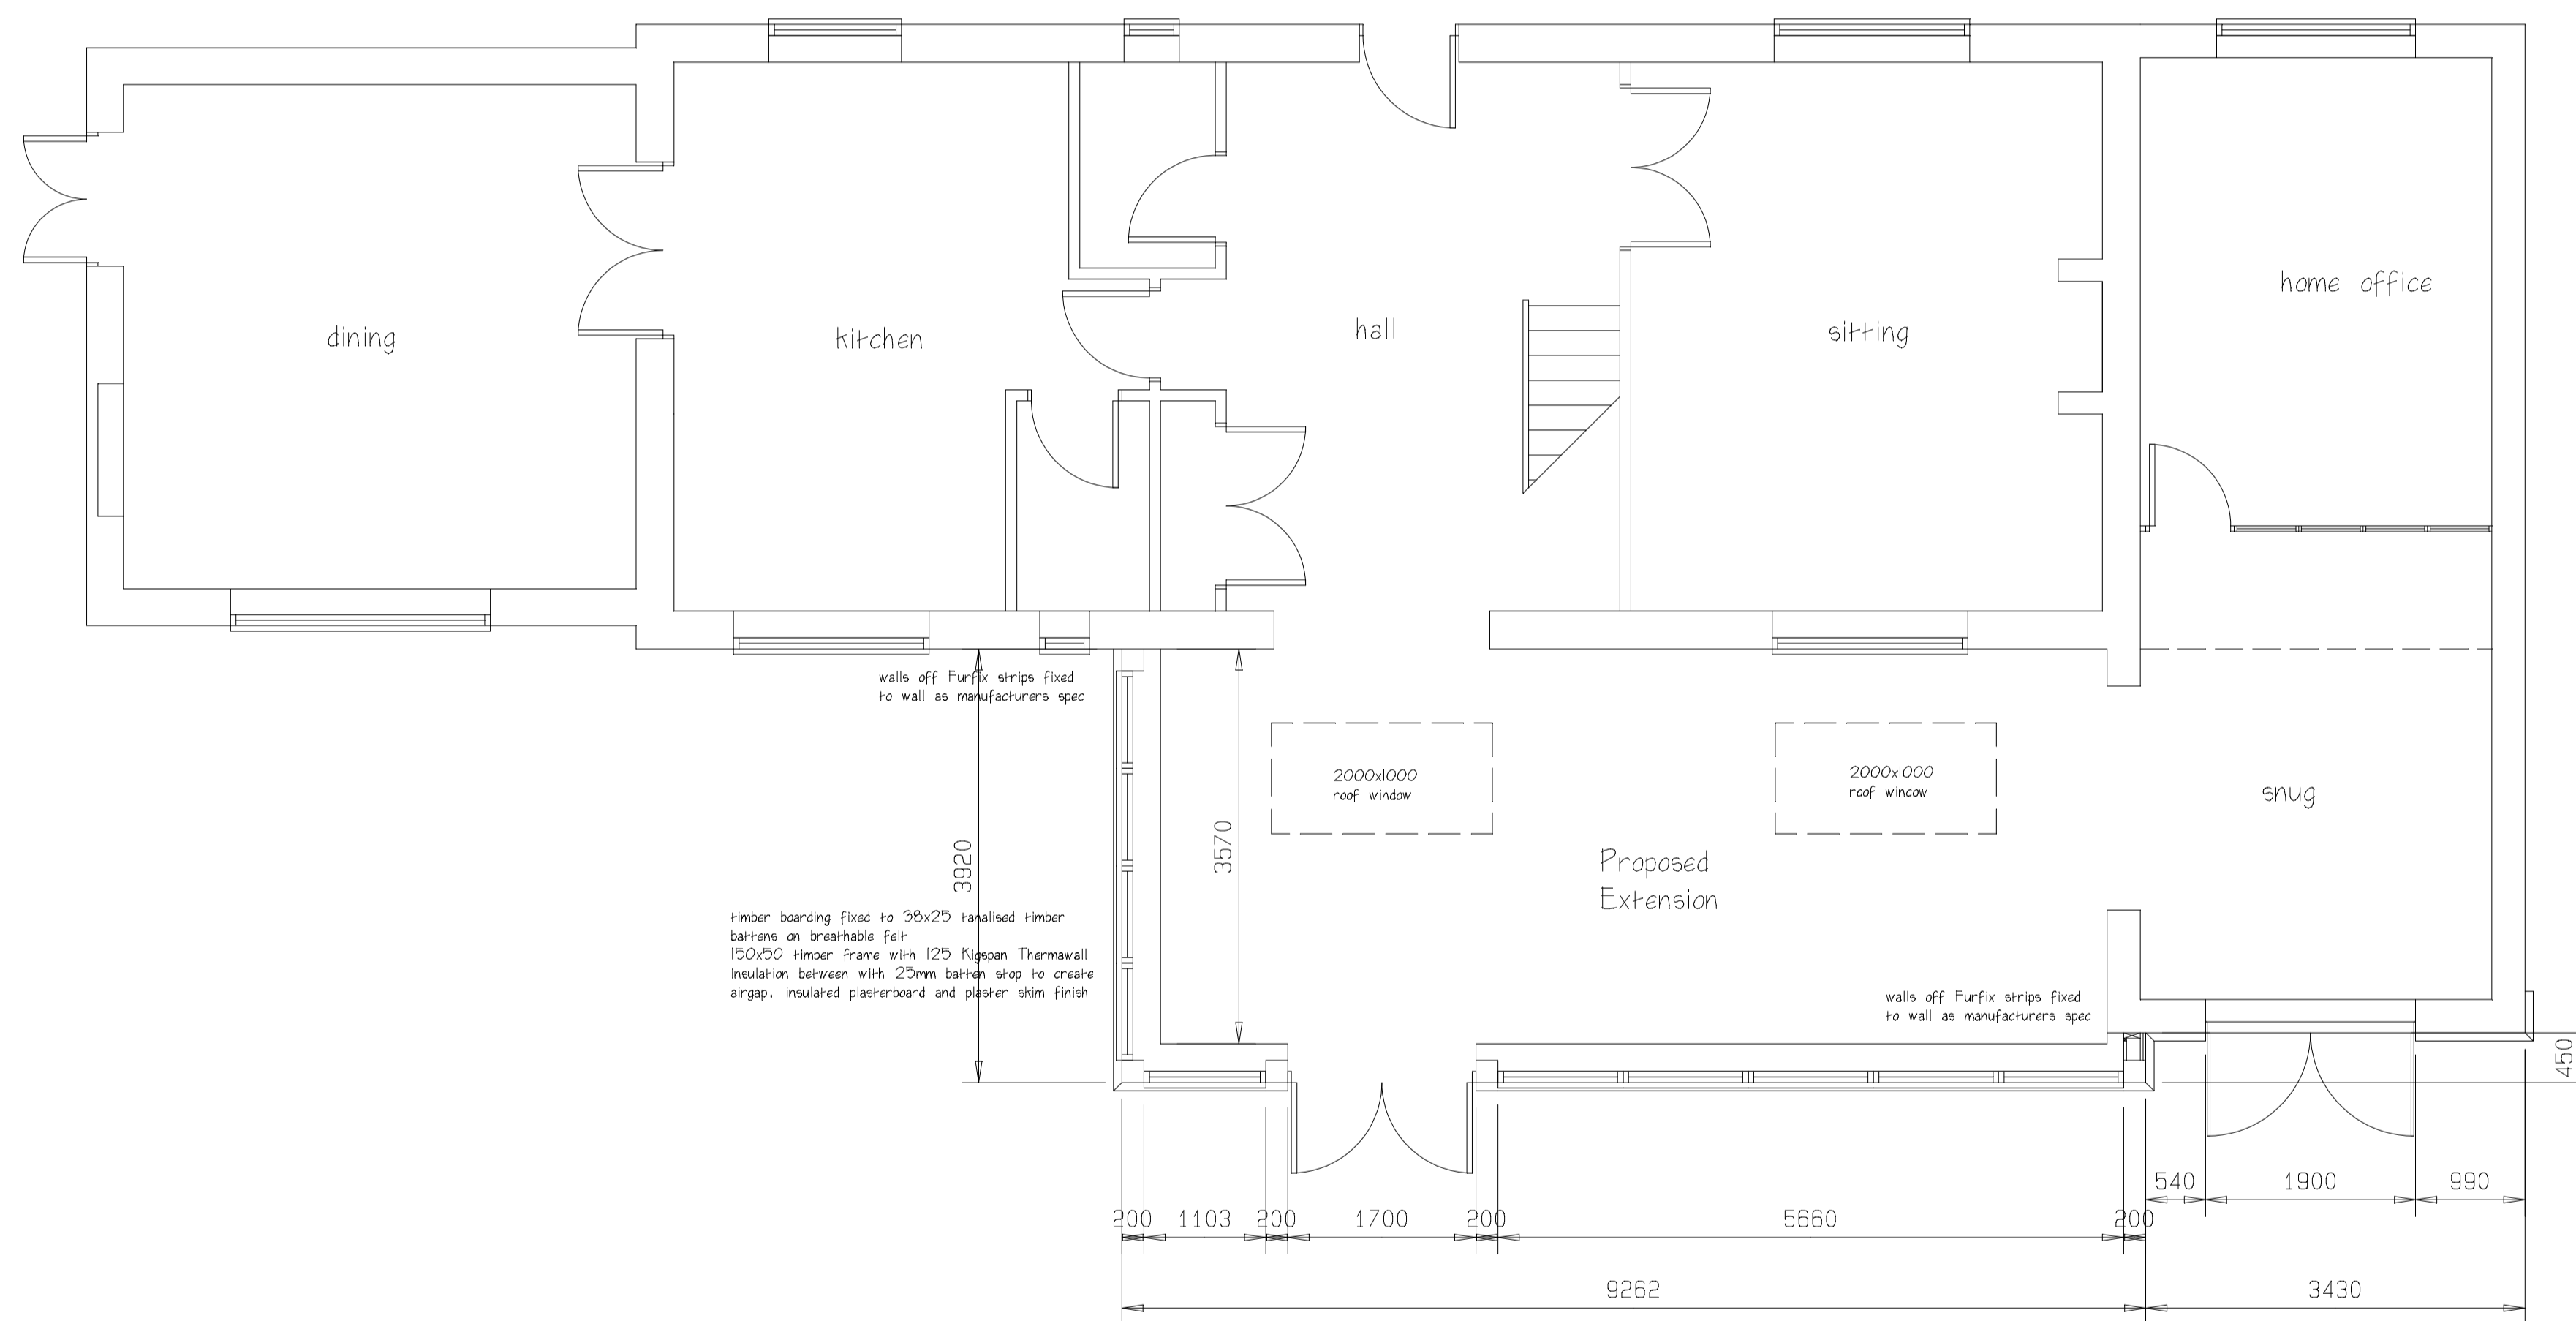 home office
dining
kitchen
hall
sitting
walls off Furfix strips fixed
to wall as manufacturers spec
2000x1000
roof window
2000x1000
roof window
snug
3920
3570
Proposed
Extension
timber boarding fixed to 38x25 tanalised timber
battens on breathable felt
150x50 timber frame with 125 Kigspan Thermawall
insulation between with 25mm batten stop to create
airgap. insulated plasterboard and plaster skim finish
walls off Furfix strips fixed
to wall as manufacturers spec
450
540
1900
990
200
1103
200
1700
200
5660
200
9262
3430